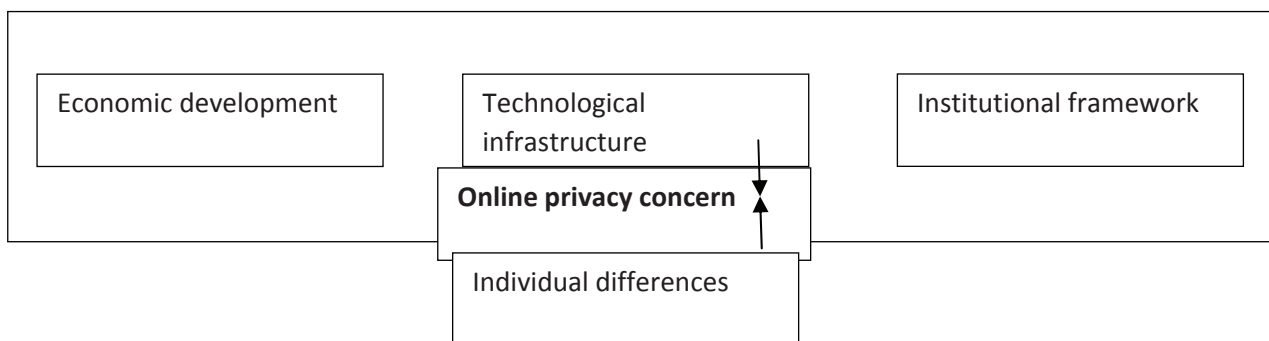 Economic development
Technological
infrastructure
Institutional framework
Online privacy concern
Individual differences